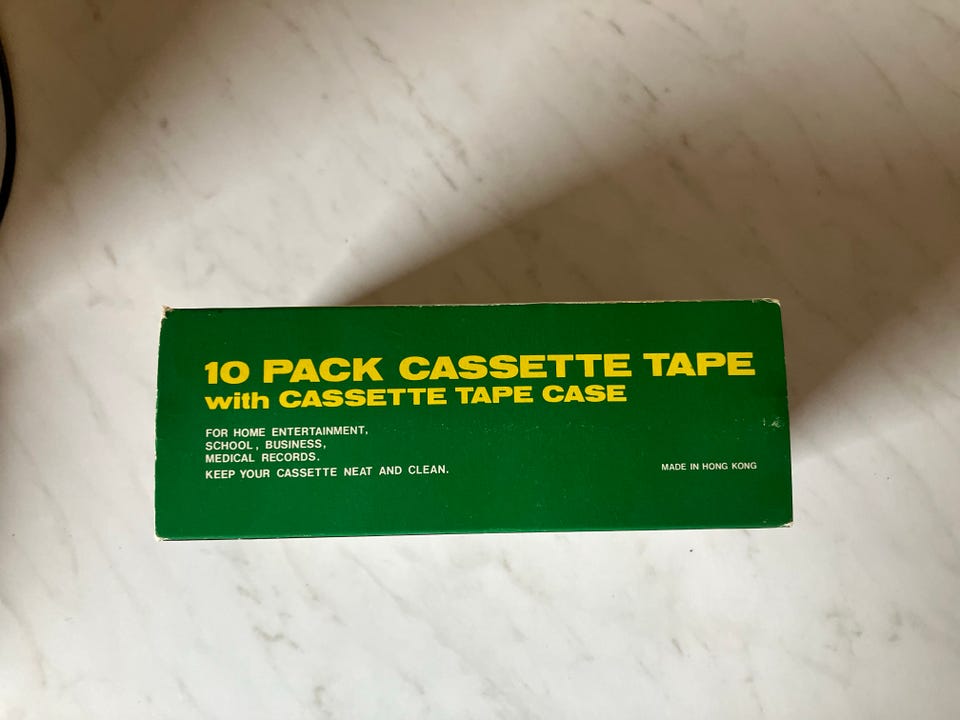 10 PACK CASSETTE TAPE
with CASSETTE TAPE CASE
FOR HOME ENTERTAINMENT,
SCHOOL, BUSINESS,
MEDICAL RECORDS.
KEEP YOUR CASSETTE NEAT AND CLEAN.
MADE IN HONG KONG